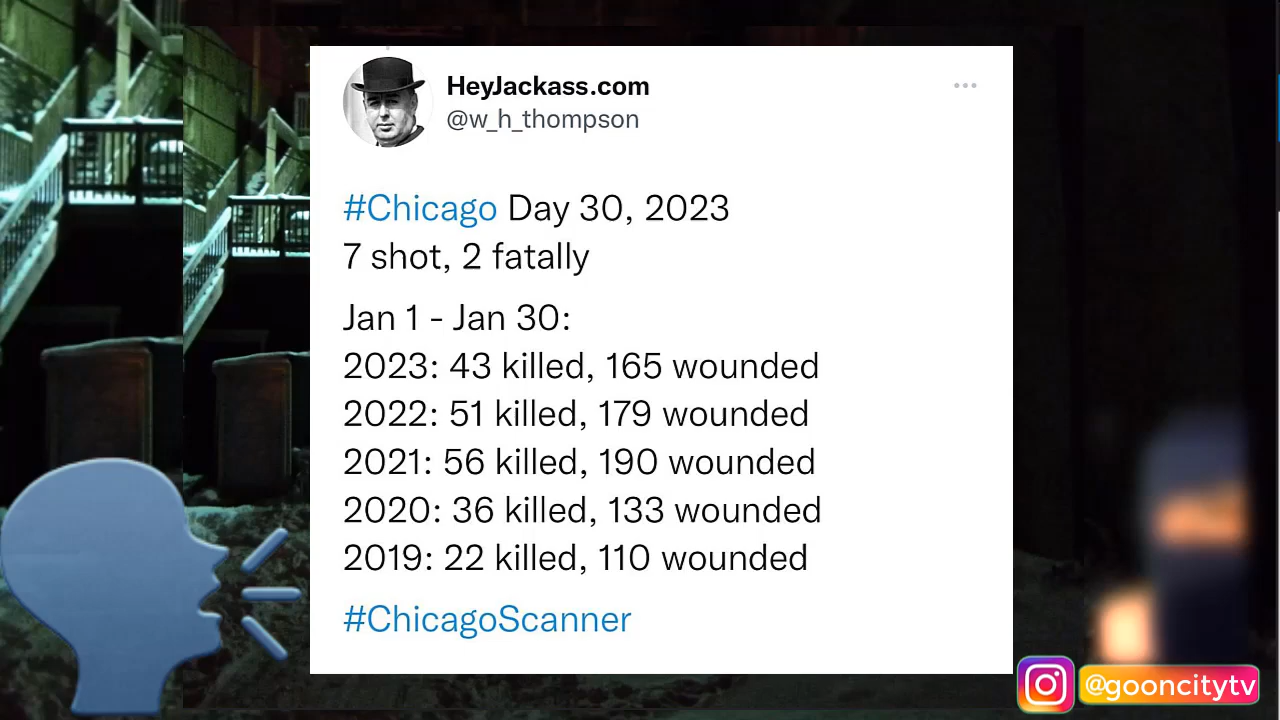 HeyJackass.com
@w_h_thompson
#Chicago Day 30, 2023
7 shot, 2 fatally
Jan 1 - Jan 30:
2023: 43 killed, 165 wounded
2022: 51 killed, 179 wounded
2021: 56 killed, 190 wounded
2020: 36 killed, 133 wounded
2019: 22 killed, 110 wounded
#ChicagoScanner
@gooncitytv